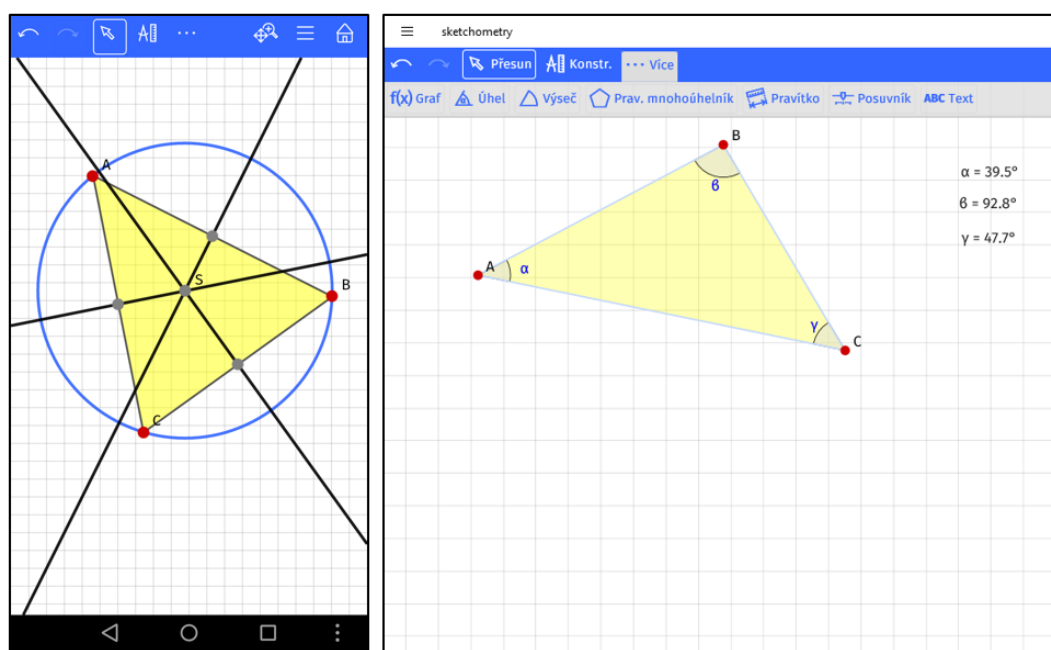 A
S
B
C
sketchometry
Přesun
Konstr.
··· Více
f(x) Graf
Úhel
Výseč
Prav. mnohoúhelník
Pravítko
Posuvník
ABC Text
B
β
α = 39.5°
β = 92.8°
γ = 47.7°
A
α
γ
C